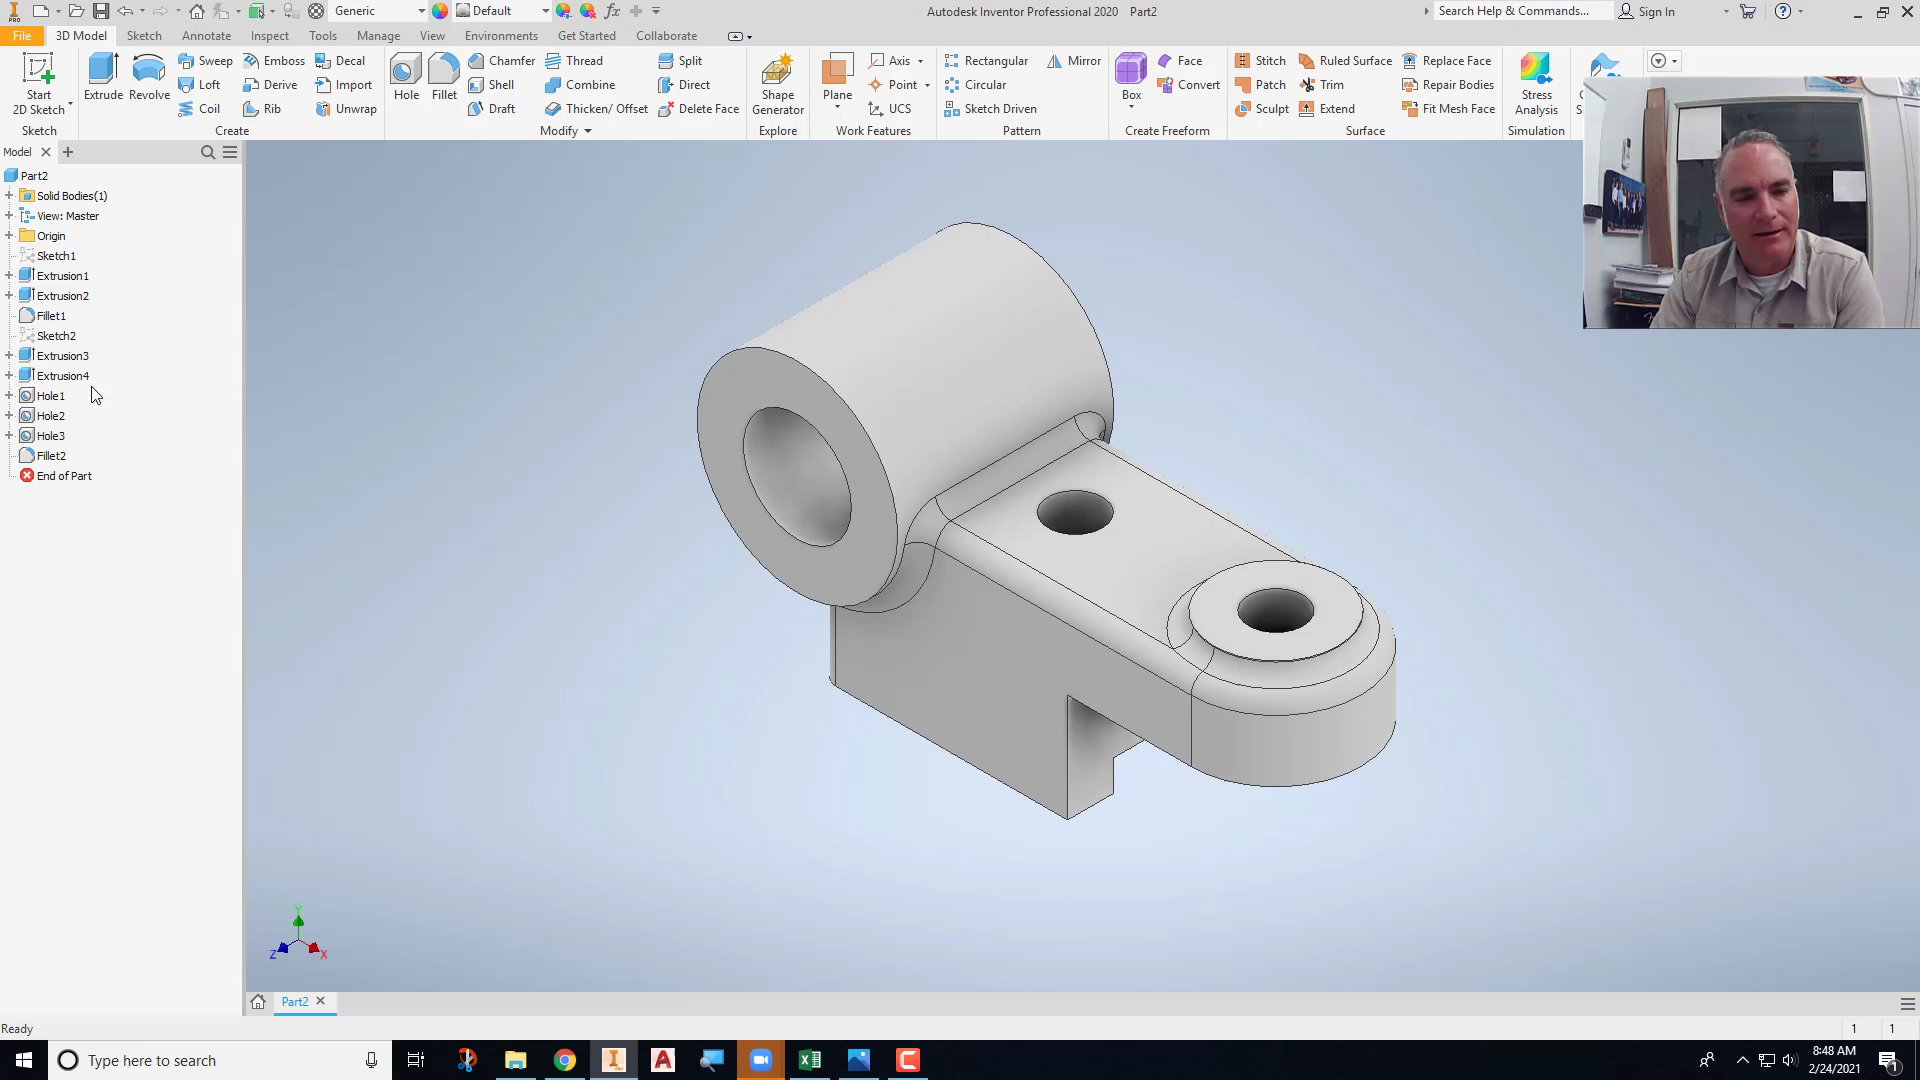 PRO Generic Default fx Autodesk Inventor Professional 2020 Part2 Search Help & Commands... Sign In
File 3D Model Sketch Annotate Inspect Tools Manage View Environments Get Started Collaborate
Start
2D Sketch
Sketch
Extrude Revolve
Sweep Emboss Decal
Loft Derive Import
Coil Rib Unwrap
Create
Hole Fillet
Chamfer Thread Split
Shell Combine Direct
Draft Thicken/ Offset Delete Face
Modify
Shape
Generator
Explore
Plane
Axis
Point
UCS
Work Features
Rectangular Mirror
Circular
Sketch Driven
Pattern
Box
Face
Convert
Create Freeform
Stitch Ruled Surface Replace Face
Patch Trim Repair Bodies
Sculpt Extend Fit Mesh Face
Surface
Stress
Analysis
Simulation
Model
Part2
Solid Bodies(1)
View: Master
Origin
Sketch1
Extrusion1
Extrusion2
Fillet1
Sketch2
Extrusion3
Extrusion4
Hole1
Hole2
Hole3
Fillet2
End of Part
Y
Z
X
Part2
Ready
1 1
Type here to search
8:48 AM
2/24/2021
1